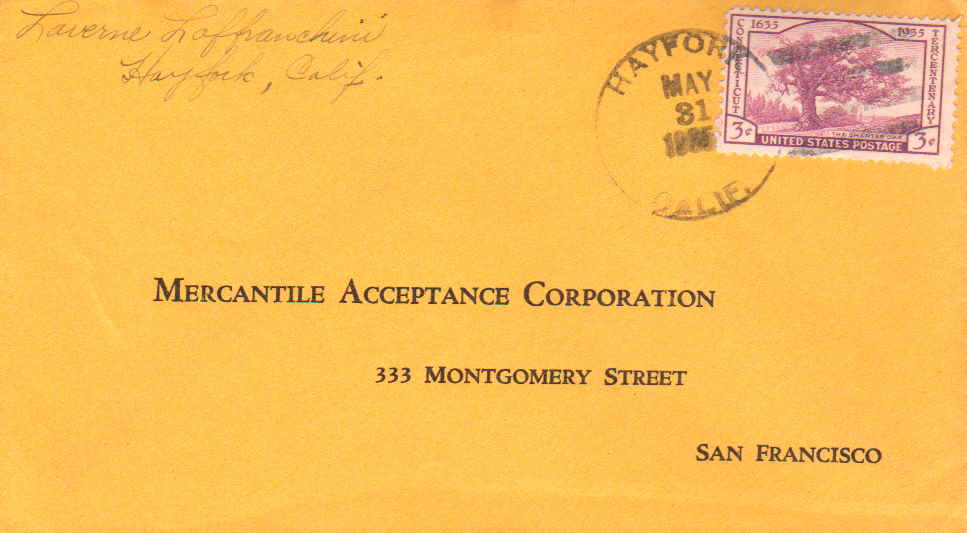 Laverne Laffranchini
Hayfork, Calif.
HAYFORK
MAY
31
CALIF.
CONNECTICUT
1635
1935
TERCENTENARY
THE CHARTER OAK
3¢ UNITED STATES POSTAGE 3¢
MERCANTILE ACCEPTANCE CORPORATION
333 MONTGOMERY STREET
SAN FRANCISCO